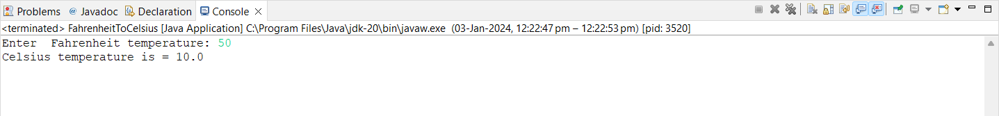 Problems @ Javadoc Declaration Console
<terminated> FahrenheitToCelsius [Java Application] C:\Program Files\Java\jdk-20\bin\javaw.exe (03-Jan-2024, 12:22:47 pm – 12:22:53 pm) [pid: 3520]
Enter  Fahrenheit temperature: 50
Celsius temperature is = 10.0